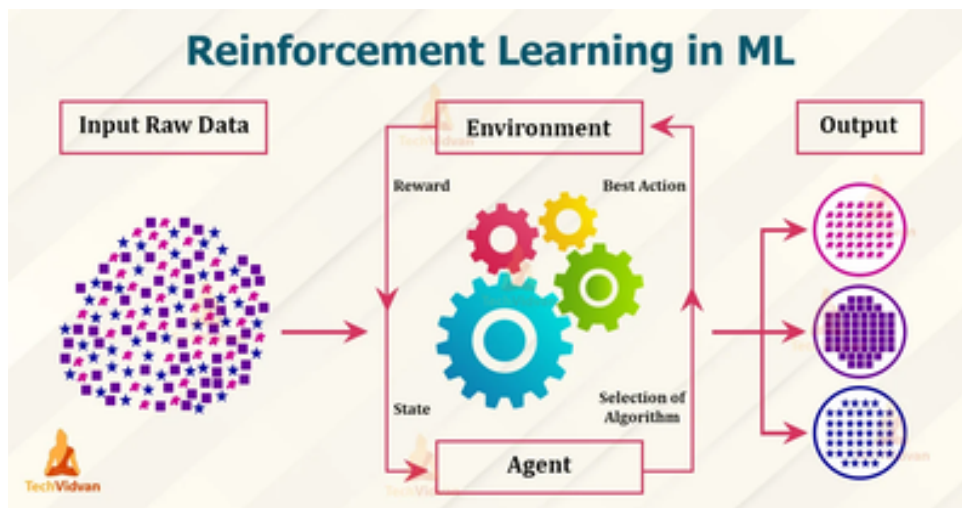 Reinforcement Learning in ML
Input Raw Data
Environment
Output
Reward
Best Action
State
Selection of
Algorithm
Agent
TechVidvan